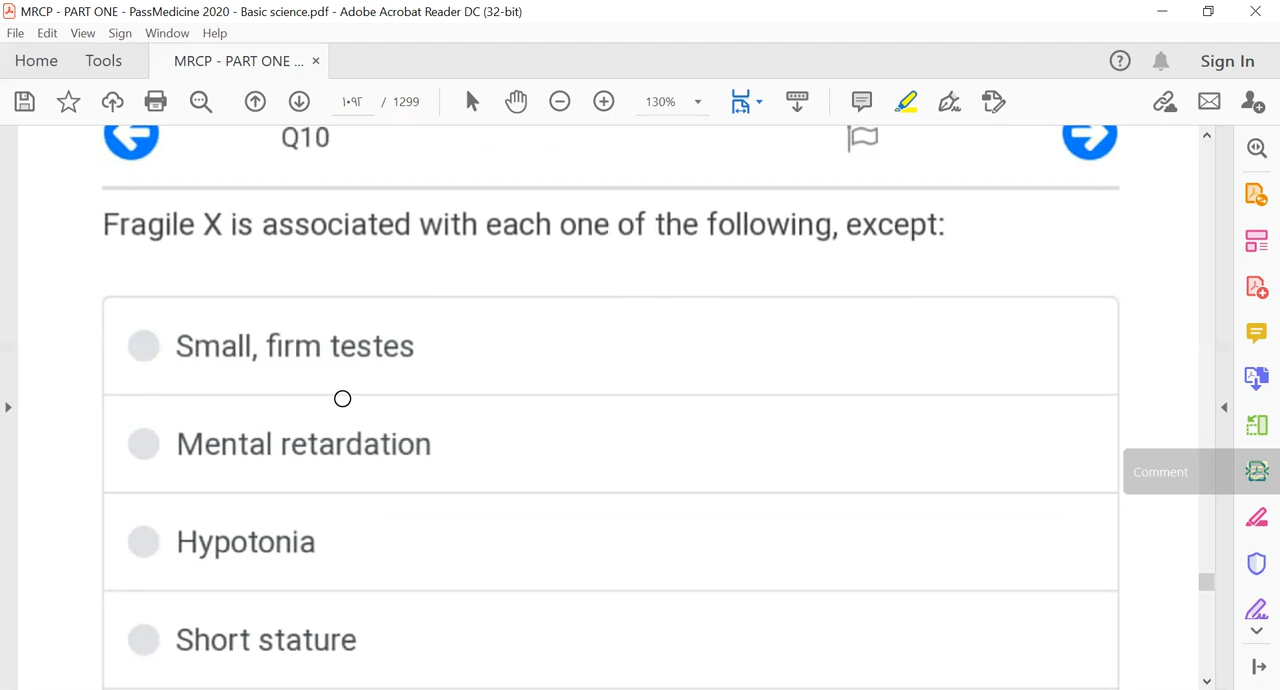 MRCP - PART ONE - PassMedicine 2020 - Basic science.pdf - Adobe Acrobat Reader DC (32-bit)
File Edit View Sign Window Help
Home Tools MRCP - PART ONE ... × Sign In
١٠٩٢ / 1299 130%
Q10
Fragile X is associated with each one of the following, except:
Small, firm testes
Mental retardation
Comment
Hypotonia
Short stature